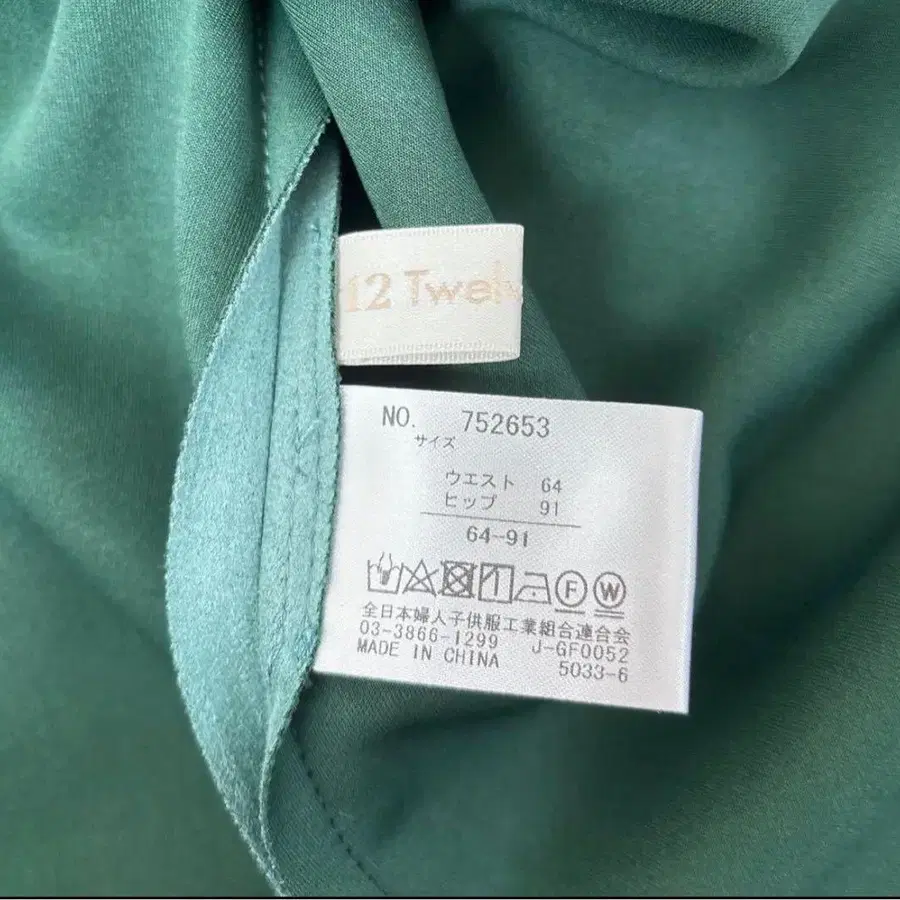 12 Twelv
NO. 752653
サイズ
ウエスト 64
ヒップ 91
64-91
F W
全日本婦人子供服工業組合連合会
03-3866-1299 J-GF0052
MADE IN CHINA 5033-6